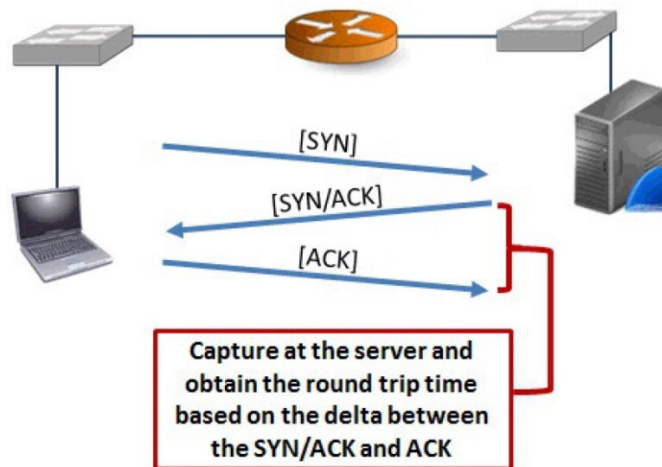 [SYN]
[SYN/ACK]
[ACK]
Capture at the server and
obtain the round trip time
based on the delta between
the SYN/ACK and ACK